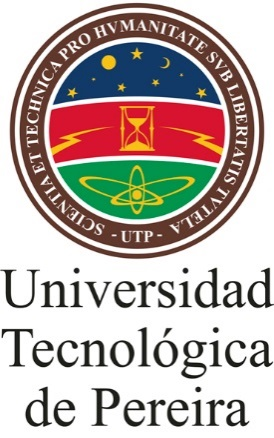 SCIENTIA ET TECHNICA PRO HVMANITATE SVB LIBERTATIS TVTELA
- UTP -
Universidad
Tecnológica
de Pereira